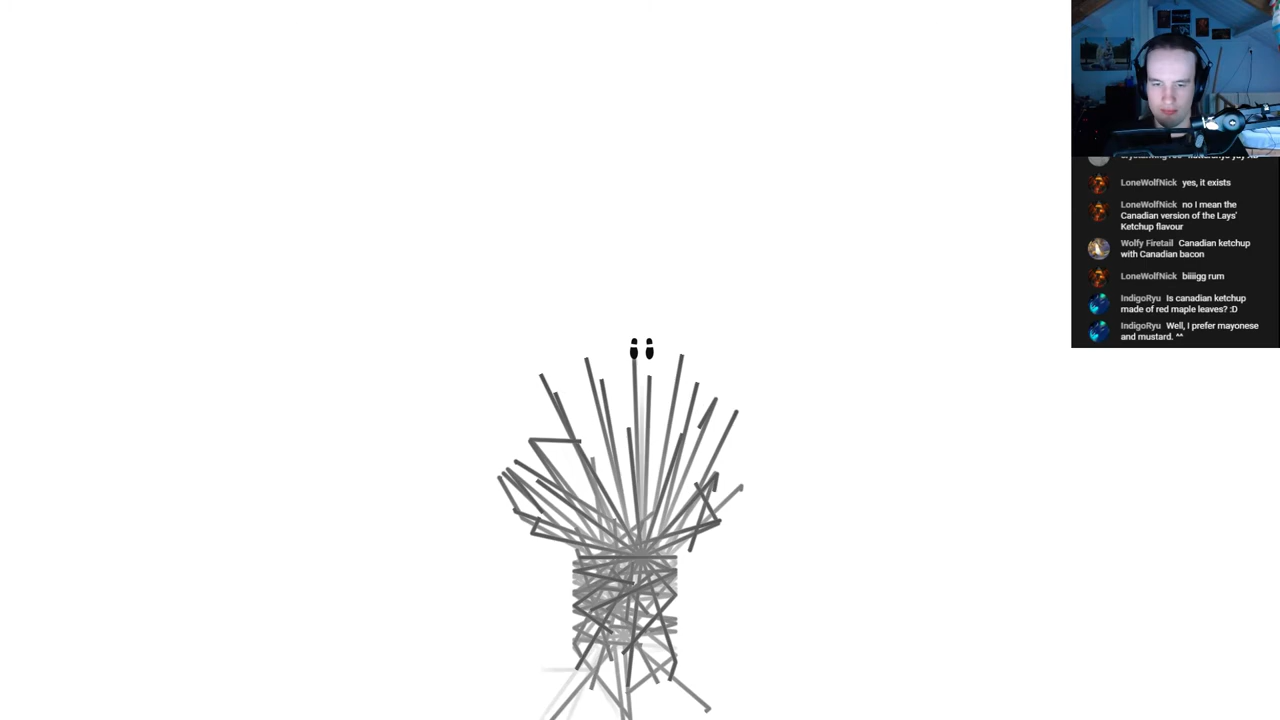 LoneWolfNick yes, it exists
LoneWolfNick no I mean the
Canadian version of the Lays'
Ketchup flavour
Wolfy Firetail Canadian ketchup
with Canadian bacon
LoneWolfNick biiiigg rum
IndigoRyu Is canadian ketchup
made of red maple leaves? :D
IndigoRyu Well, I prefer mayonese
and mustard. ^^